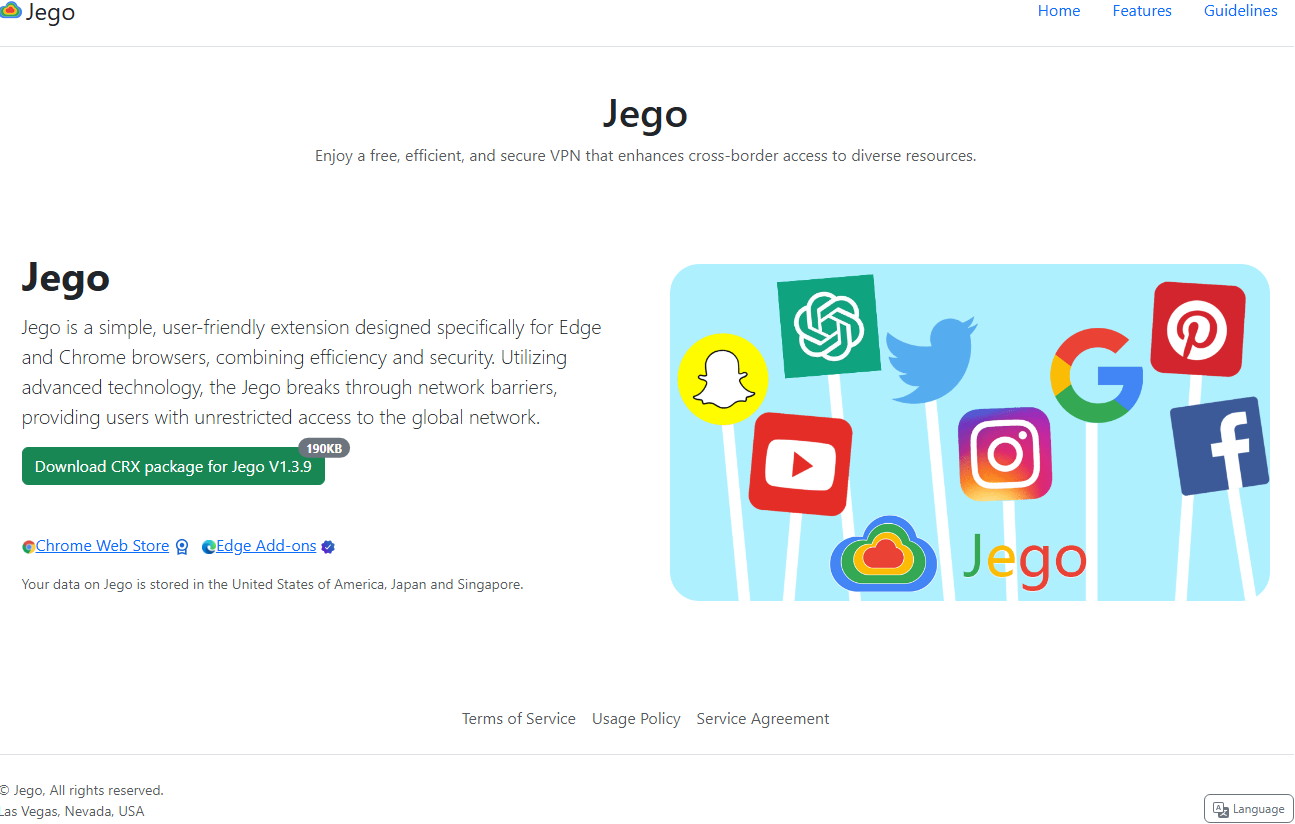 Jego
Home Features Guidelines
Jego
Enjoy a free, efficient, and secure VPN that enhances cross-border access to diverse resources.
Jego
Jego is a simple, user-friendly extension designed specifically for Edge
and Chrome browsers, combining efficiency and security. Utilizing
advanced technology, the Jego breaks through network barriers,
providing users with unrestricted access to the global network.
190KB
Download CRX package for Jego V1.3.9
Chrome Web Store Edge Add-ons
Your data on Jego is stored in the United States of America, Japan and Singapore.
Jego
Terms of Service Usage Policy Service Agreement
© Jego, All rights reserved.
Las Vegas, Nevada, USA
Language